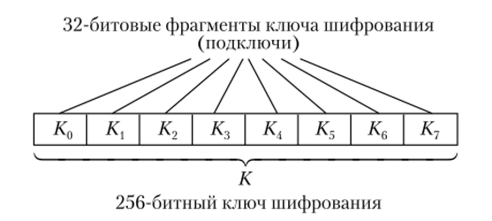 32-битовые фрагменты ключа шифрования
(подключи)
K₀ K₁ K₂ K₃ K₄ K₅ K₆ K₇
K
256-битный ключ шифрования